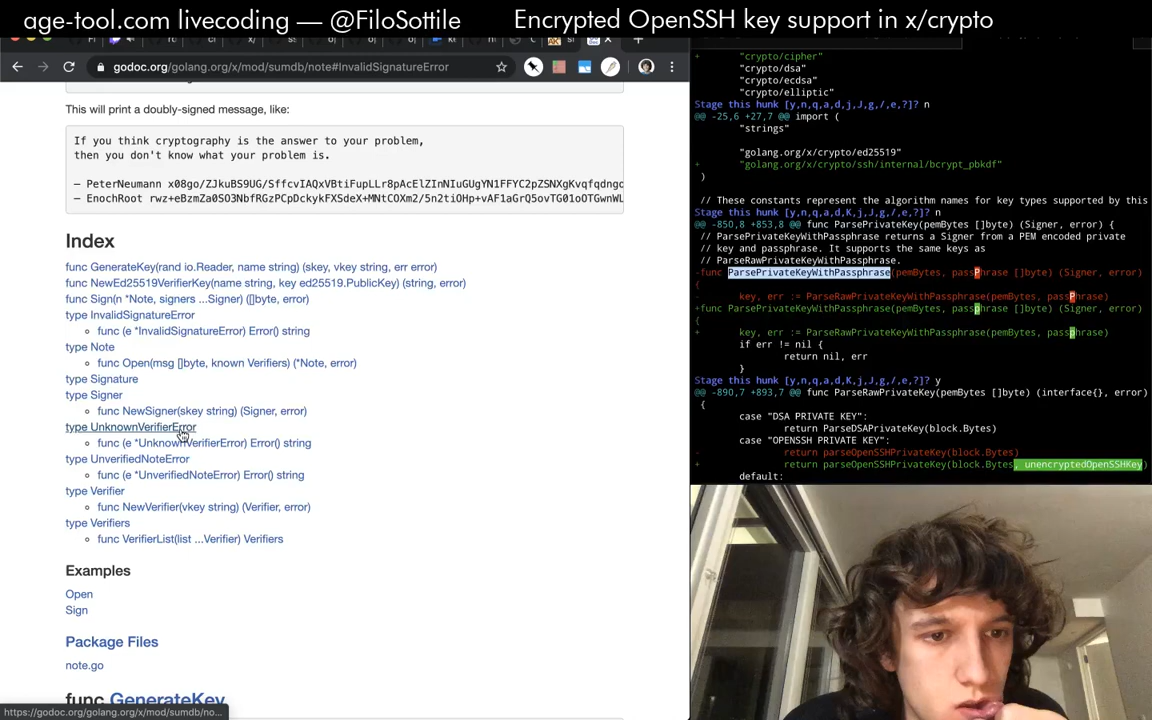 age-tool.com livecoding — @FiloSottile
Encrypted OpenSSH key support in x/crypto
godoc.org/golang.org/x/mod/sumdb/note#InvalidSignatureError
This will print a doubly-signed message, like:
If you think cryptography is the answer to your problem,
then you don't know what your problem is.
— PeterNeumann x08go/ZJkuBS9UG/SffcvIAQxVBtiFupLLr8pAcElZInNIuGUgYN1FFYC2pZSNXgKvqfqdngc
— EnochRoot rwz+eBzmZa0SO3NbfRGzPCpDckykFXSdeX+MNtCOXm2/5n2tiOHp+vAF1aGrQ5ovTG01oOTGwnWL
Index
func GenerateKey(rand io.Reader, name string) (skey, vkey string, err error)
func NewEd25519VerifierKey(name string, key ed25519.PublicKey) (string, error)
func Sign(n *Note, signers ...Signer) ([]byte, error)
type InvalidSignatureError
func (e *InvalidSignatureError) Error() string
type Note
func Open(msg []byte, known Verifiers) (*Note, error)
type Signature
type Signer
func NewSigner(skey string) (Signer, error)
type UnknownVerifierError
func (e *UnknownVerifierError) Error() string
type UnverifiedNoteError
func (e *UnverifiedNoteError) Error() string
type Verifier
func NewVerifier(vkey string) (Verifier, error)
type Verifiers
func VerifierList(list ...Verifier) Verifiers
Examples
Open
Sign
Package Files
note.go
func GenerateKey
https://godoc.org/golang.org/x/mod/sumdb/no...
+ "crypto/cipher"
"crypto/dsa"
"crypto/ecdsa"
"crypto/elliptic"
Stage this hunk [y,n,q,a,d,j,J,g,/,e,?]? n
@@ -25,6 +27,7 @@ import (
"strings"
"golang.org/x/crypto/ed25519"
+ "golang.org/x/crypto/ssh/internal/bcrypt_pbkdf"
)
// These constants represent the algorithm names for key types supported by this
Stage this hunk [y,n,q,a,d,K,j,J,g,/,e,?]? n
@@ -850,8 +853,8 @@ func ParsePrivateKey(pemBytes []byte) (Signer, error) {
// ParsePrivateKeyWithPassphrase returns a Signer from a PEM encoded private
// key and passphrase. It supports the same keys as
// ParseRawPrivateKeyWithPassphrase.
-func ParsePrivateKeyWithPassphrase(pemBytes, passPhrase []byte) (Signer, error)
{
- key, err := ParseRawPrivateKeyWithPassphrase(pemBytes, passPhrase)
+func ParsePrivateKeyWithPassphrase(pemBytes, passphrase []byte) (Signer, error)
{
+ key, err := ParseRawPrivateKeyWithPassphrase(pemBytes, passphrase)
if err != nil {
return nil, err
}
Stage this hunk [y,n,q,a,d,K,j,J,g,/,e,?]? y
@@ -890,7 +893,7 @@ func ParseRawPrivateKey(pemBytes []byte) (interface{}, error)
{
case "DSA PRIVATE KEY":
return ParseDSAPrivateKey(block.Bytes)
case "OPENSSH PRIVATE KEY":
- return parseOpenSSHPrivateKey(block.Bytes)
+ return parseOpenSSHPrivateKey(block.Bytes, unencryptedOpenSSHKey)
default: